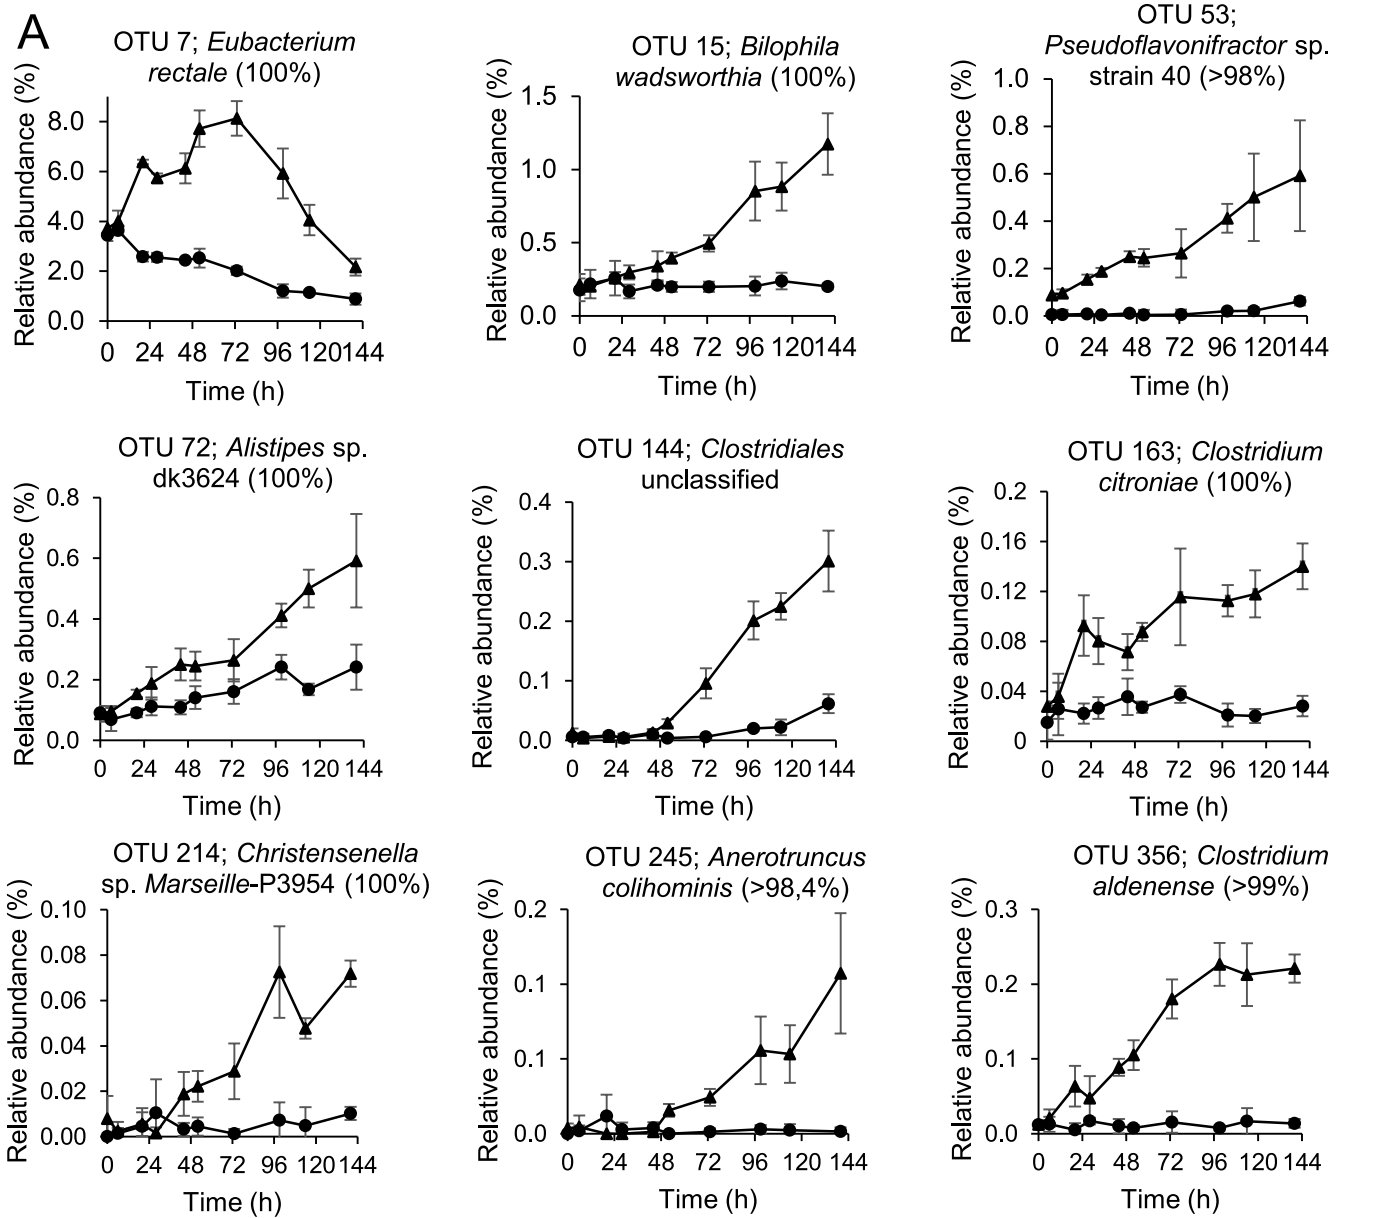 A
OTU 7; Eubacterium
rectale (100%)
Relative abundance (%)
8.0
6.0
4.0
2.0
0.0
0 24 48 72 96 120 144
Time (h)
OTU 15; Bilophila
wadsworthia (100%)
Relative abundance (%)
1.5
1.0
0.5
0.0
0 24 48 72 96 120 144
Time (h)
OTU 53;
Pseudoflavonifractor sp.
strain 40 (>98%)
Relative abundance (%)
1.0
0.8
0.6
0.4
0.2
0.0
0 24 48 72 96 120 144
Time (h)
OTU 72; Alistipes sp.
dk3624 (100%)
Relative abundance (%)
0.8
0.6
0.4
0.2
0.0
0 24 48 72 96 120 144
Time (h)
OTU 144; Clostridiales
unclassified
Relative abundance (%)
0.4
0.3
0.2
0.1
0.0
0 24 48 72 96 120 144
Time (h)
OTU 163; Clostridium
citroniae (100%)
Relative abundance (%)
0.2
0.16
0.12
0.08
0.04
0
0 24 48 72 96 120 144
Time (h)
OTU 214; Christensenella
sp. Marseille-P3954 (100%)
Relative abundance (%)
0.10
0.08
0.06
0.04
0.02
0.00
0 24 48 72 96 120 144
Time (h)
OTU 245; Anerotruncus
colihominis (>98,4%)
Relative abundance (%)
0.2
0.1
0.1
0.0
0 24 48 72 96 120 144
Time (h)
OTU 356; Clostridium
aldenense (>99%)
Relative abundance (%)
0.3
0.2
0.1
0.0
0 24 48 72 96 120 144
Time (h)